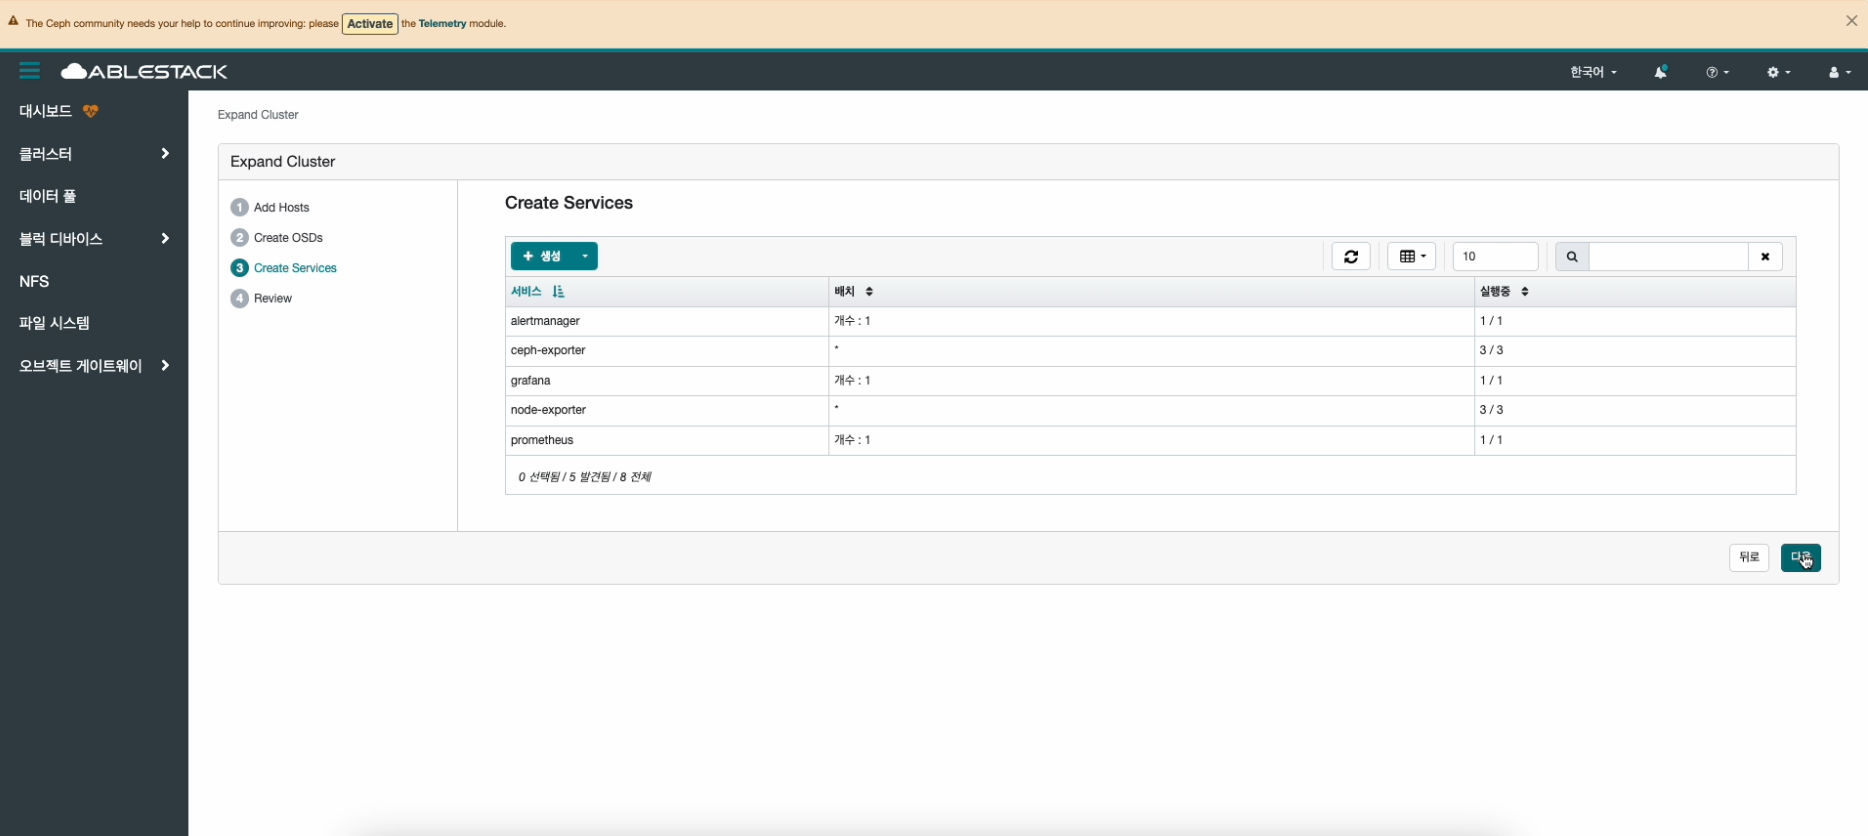 The Ceph community needs your help to continue improving: please Activate the Telemetry module.
ABLESTACK
한국어
대시보드
클러스터
데이터 풀
블럭 디바이스
NFS
파일 시스템
오브젝트 게이트웨이
Expand Cluster
Expand Cluster
1 Add Hosts
2 Create OSDs
3 Create Services
4 Review
Create Services
+ 생성
10
서비스 배치 실행중
alertmanager 개수 : 1 1 / 1
ceph-exporter * 3 / 3
grafana 개수 : 1 1 / 1
node-exporter * 3 / 3
prometheus 개수 : 1 1 / 1
0 선택됨 / 5 발견됨 / 8 전체
뒤로 다음